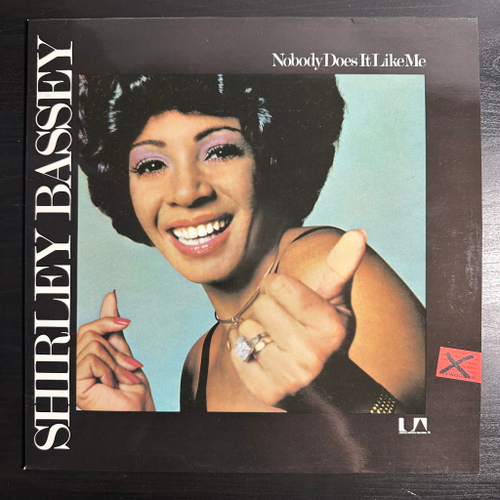 Nobody Does It Like Me
SHIRLEY BASSEY
UA